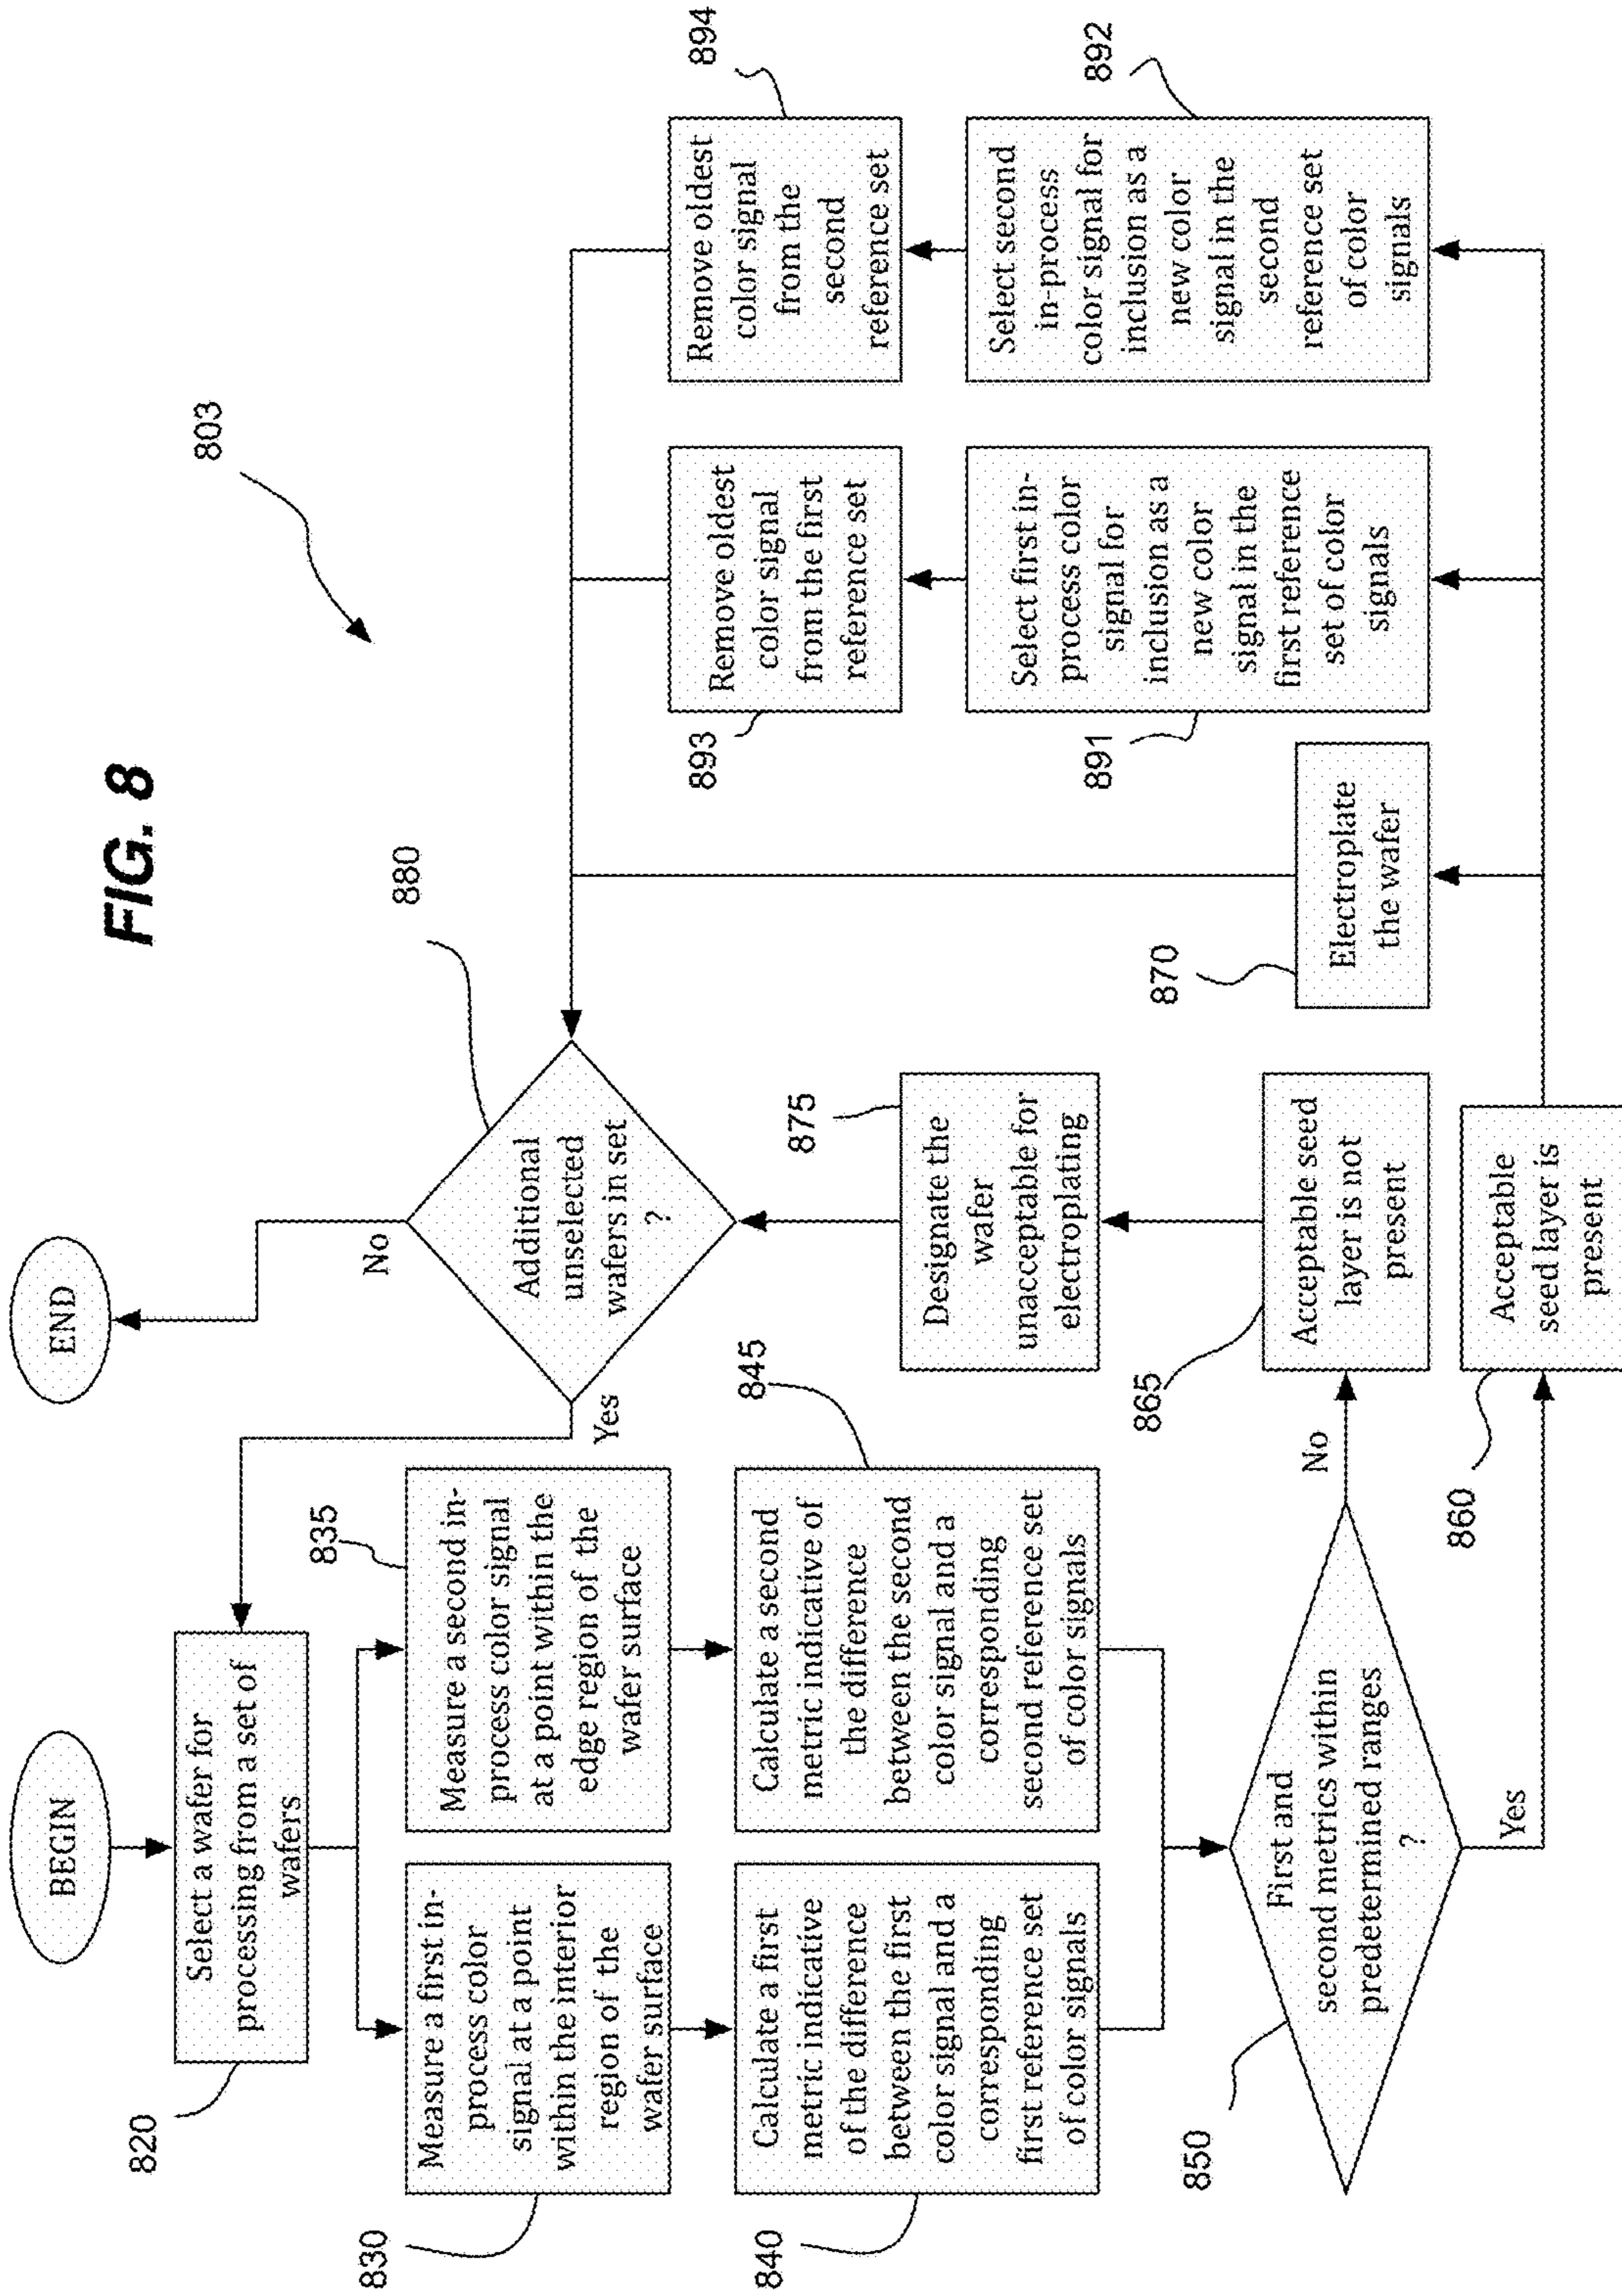 FIG. 8
803
BEGIN
820
Select a wafer for
processing from a set of
wafers
830
Measure a first in-
process color
signal at a point
within the interior
region of the
wafer surface
835
Measure a second in-
process color signal
at a point within the
edge region of the
wafer surface
840
Calculate a first
metric indicative
of the difference
between the first
color signal and a
corresponding
first reference set
of color signals
845
Calculate a second
metric indicative of
the difference
between the second
color signal and a
corresponding
second reference set
of color signals
850
First and
second metrics within
predetermined ranges
?
No
Yes
865
Acceptable seed
layer is not
present
860
Acceptable
seed layer is
present
875
Designate the
wafer
unacceptable for
electroplating
880
Additional
unselected
wafers in set
?
No
Yes
END
870
Electroplate
the wafer
891
Select first in-
process color
signal for
inclusion as a
new color
signal in the
first reference
set of color
signals
893
Remove oldest
color signal
from the first
reference set
892
Select second
in-process
color signal for
inclusion as a
new color
signal in the
second
reference set
of color
signals
894
Remove oldest
color signal
from the
second
reference set